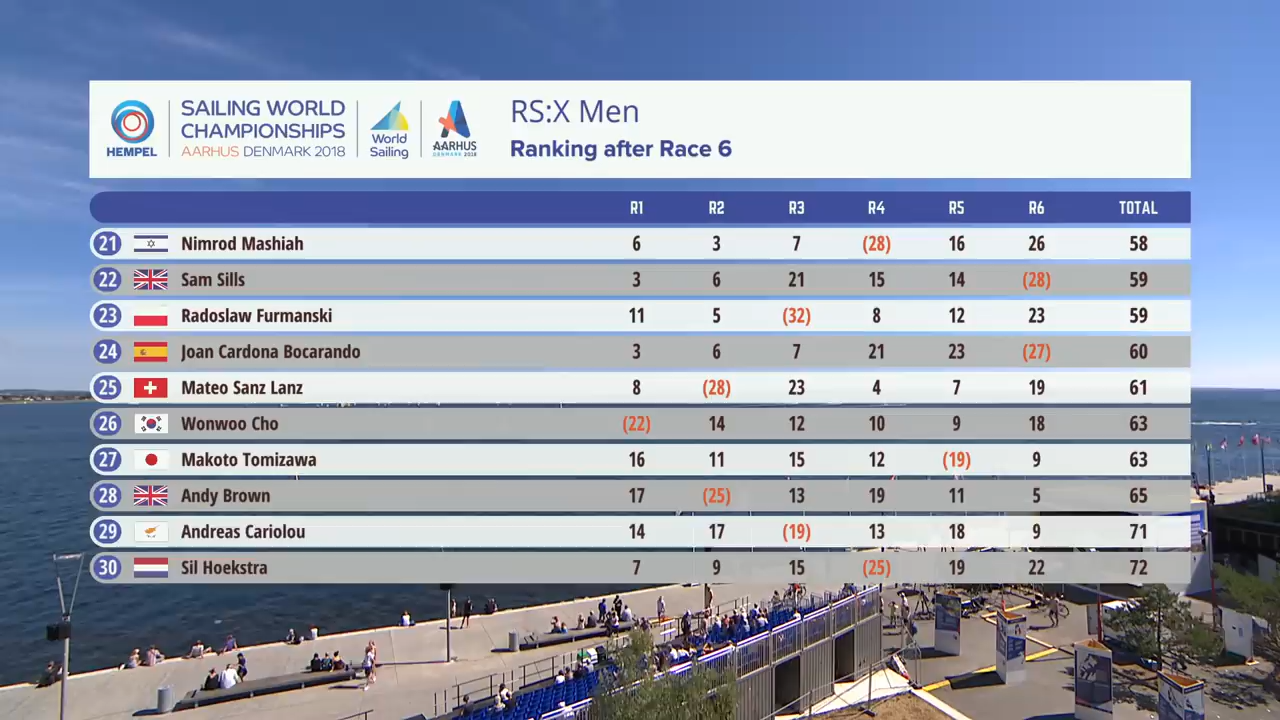 HEMPEL
SAILING WORLD
CHAMPIONSHIPS
AARHUS DENMARK 2018
World
Sailing
AARHUS
DENMARK 2018
RS:X Men
Ranking after Race 6
R1 R2 R3 R4 R5 R6 TOTAL
21 Nimrod Mashiah 6 3 7 (28) 16 26 58
22 Sam Sills 3 6 21 15 14 (28) 59
23 Radoslaw Furmanski 11 5 (32) 8 12 23 59
24 Joan Cardona Bocarando 3 6 7 21 23 (27) 60
25 Mateo Sanz Lanz 8 (28) 23 4 7 19 61
26 Wonwoo Cho (22) 14 12 10 9 18 63
27 Makoto Tomizawa 16 11 15 12 (19) 9 63
28 Andy Brown 17 (25) 13 19 11 5 65
29 Andreas Cariolou 14 17 (19) 13 18 9 71
30 Sil Hoekstra 7 9 15 (25) 19 22 72